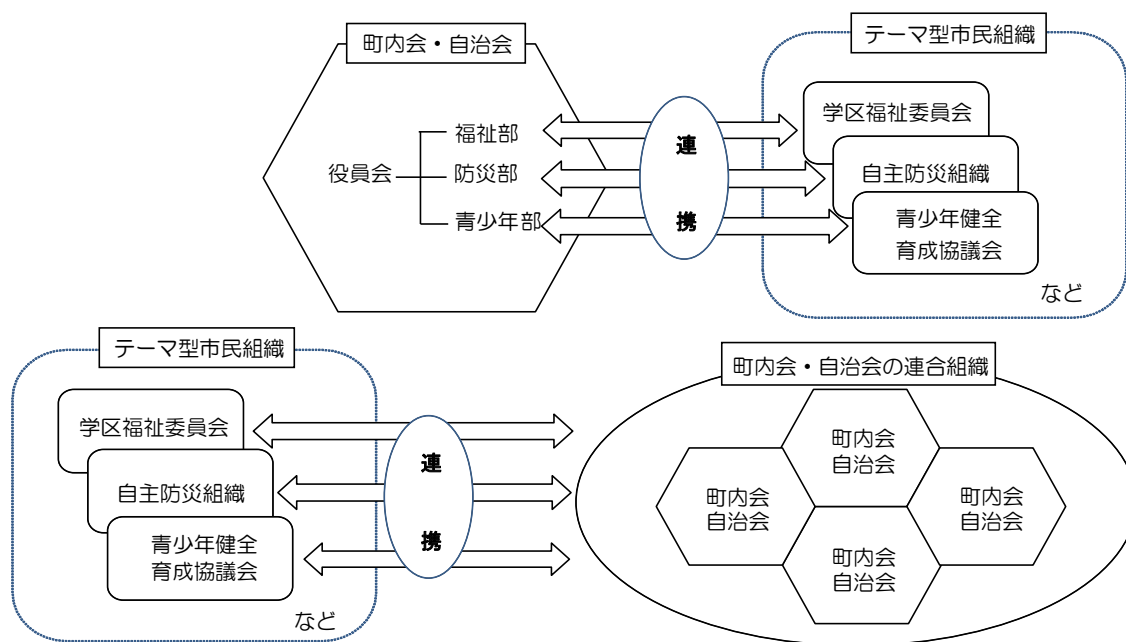 町内会・自治会
テーマ型市民組織
役員会
福祉部
防災部
青少年部
連
携
学区福祉委員会
自主防災組織
青少年健全
育成協議会
など
テーマ型市民組織
学区福祉委員会
自主防災組織
青少年健全
育成協議会
など
連
携
町内会・自治会の連合組織
町内会
自治会
町内会
自治会
町内会
自治会
町内会
自治会